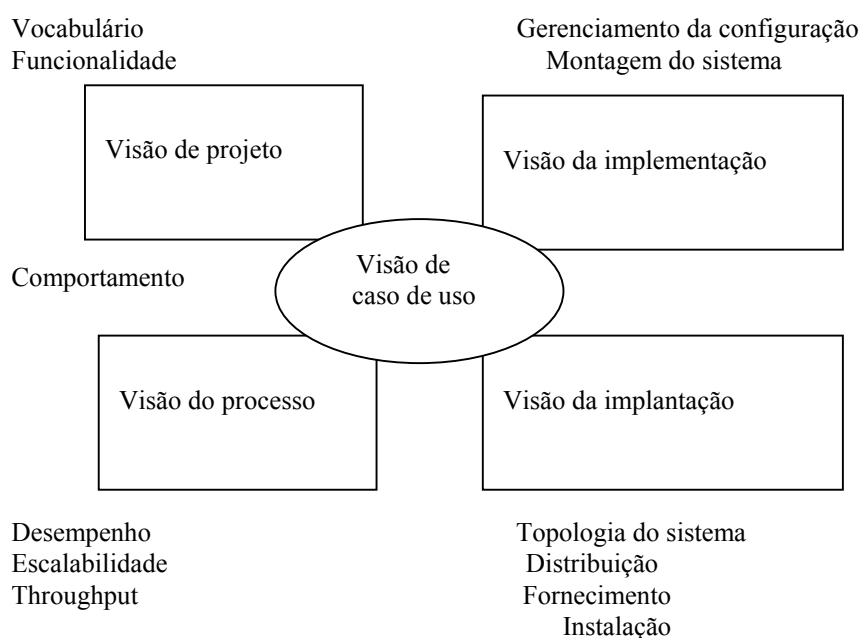 Vocabulário
Funcionalidade
Gerenciamento da configuração
Montagem do sistema
Visão de projeto
Visão da implementação
Comportamento
Visão de
caso de uso
Visão do processo
Visão da implantação
Desempenho
Escalabilidade
Throughput
Topologia do sistema
Distribuição
Fornecimento
Instalação